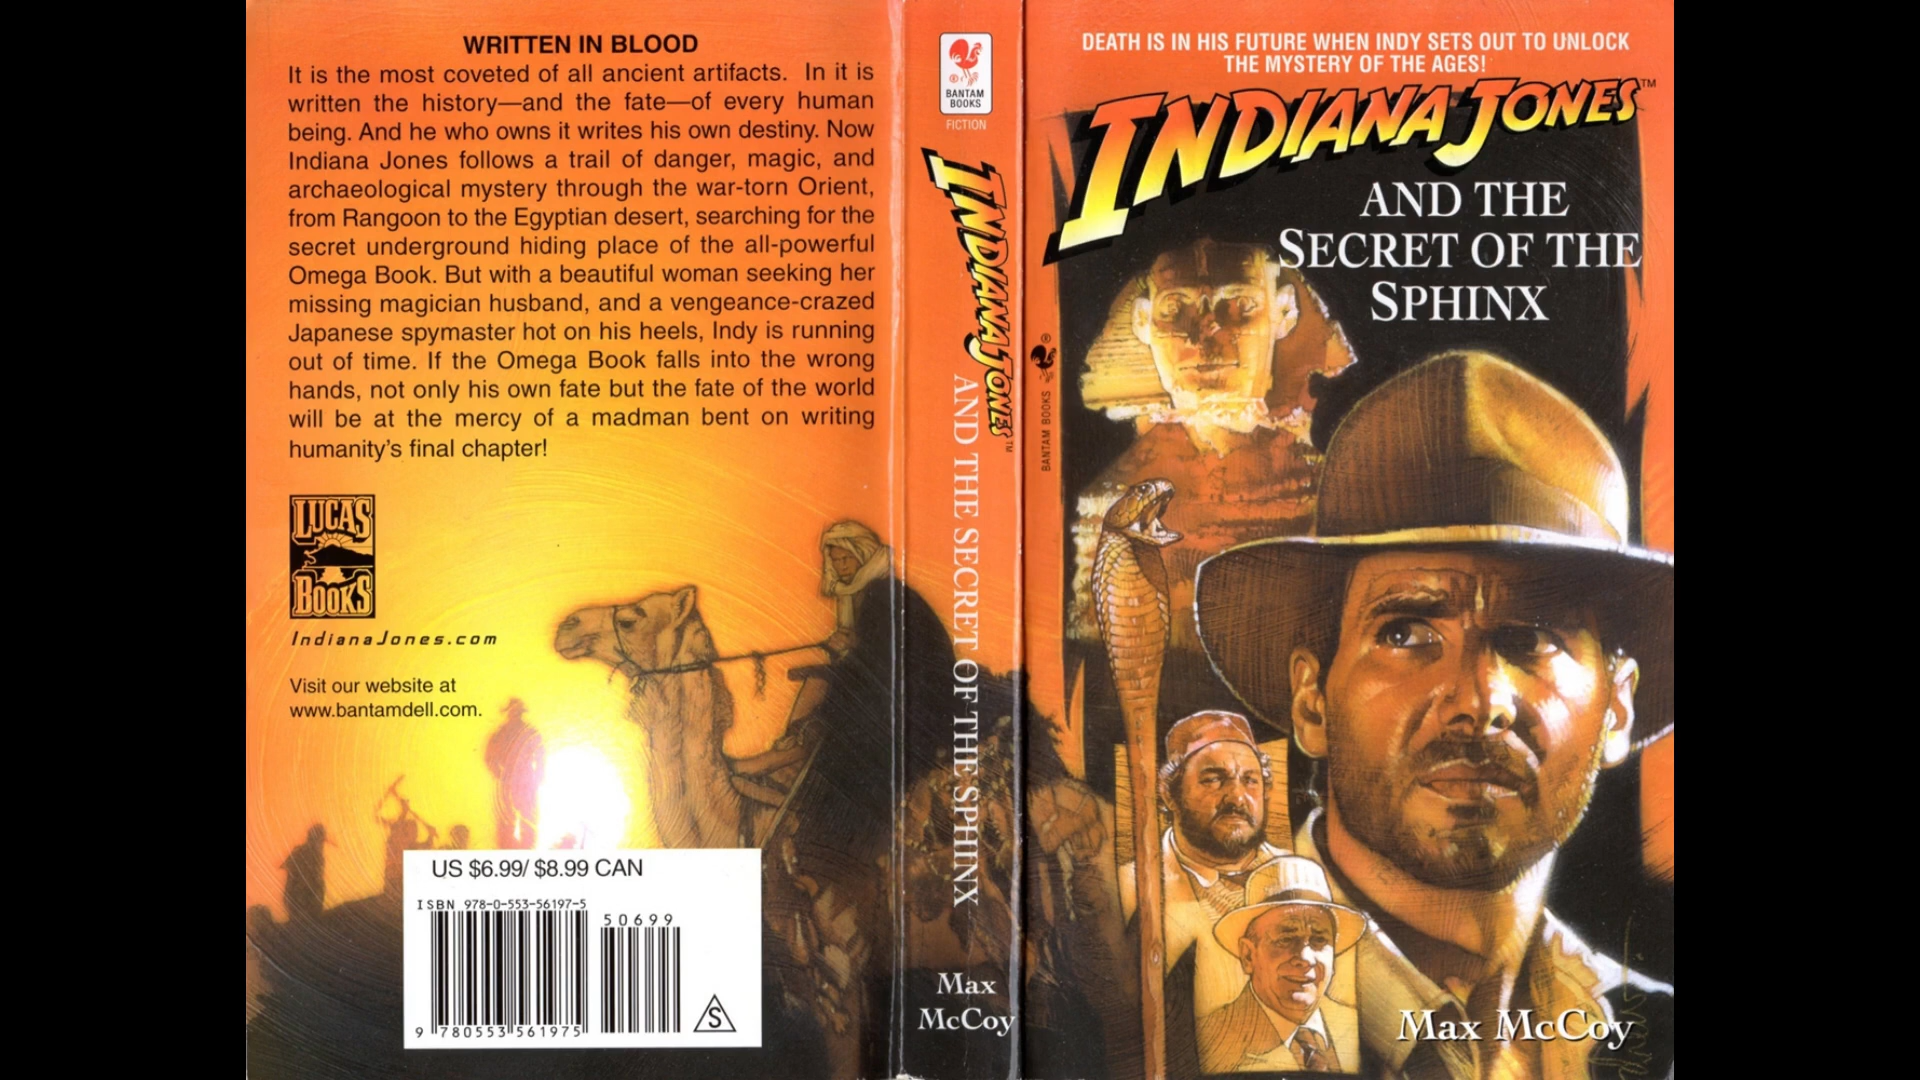 WRITTEN IN BLOOD
It is the most coveted of all ancient artifacts. In it is
written the history—and the fate—of every human
being. And he who owns it writes his own destiny. Now
Indiana Jones follows a trail of danger, magic, and
archaeological mystery through the war-torn Orient,
from Rangoon to the Egyptian desert, searching for the
secret underground hiding place of the all-powerful
Omega Book. But with a beautiful woman seeking her
missing magician husband, and a vengeance-crazed
Japanese spymaster hot on his heels, Indy is running
out of time. If the Omega Book falls into the wrong
hands, not only his own fate but the fate of the world
will be at the mercy of a madman bent on writing
humanity's final chapter!
LUCAS
BOOKS
IndianaJones.com
Visit our website at
www.bantamdell.com.
US $6.99/ $8.99 CAN
ISBN 978-0-553-56197-5
50699
9 780553 561975
S
BANTAM
BOOKS
FICTION
INDIANA JONES™
AND THE SECRET OF THE SPHINX
Max
McCoy
DEATH IS IN HIS FUTURE WHEN INDY SETS OUT TO UNLOCK
THE MYSTERY OF THE AGES!
INDIANA JONES™
AND THE
SECRET OF THE
SPHINX
BANTAM BOOKS ®
Max McCoy